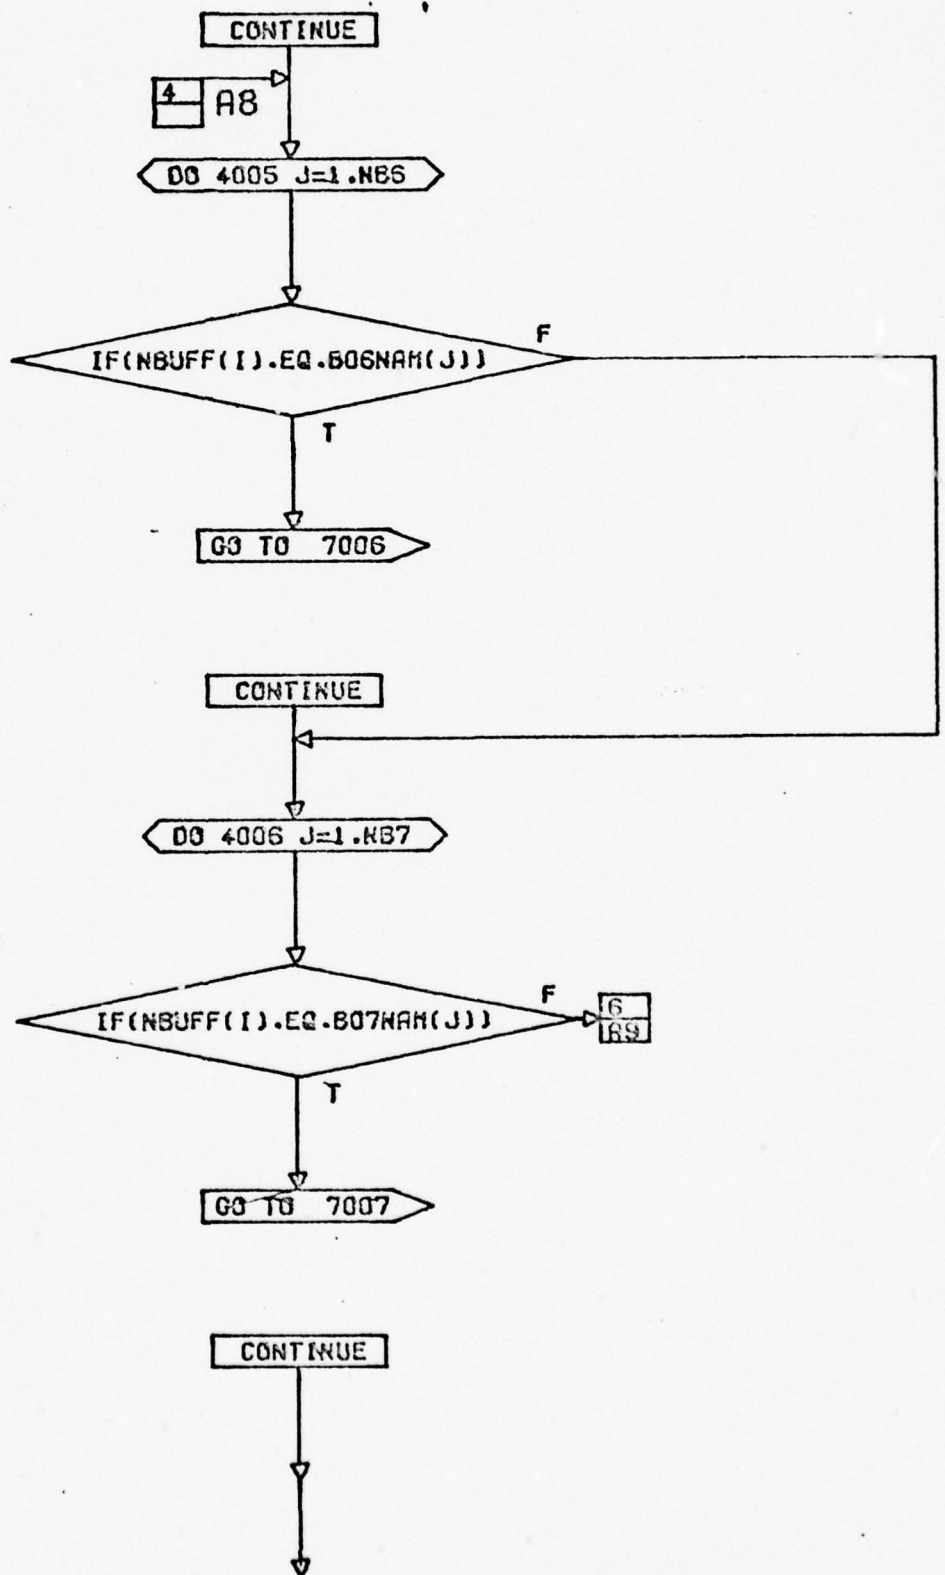 CONTINUE
4
A8
DO 4005 J=1.NB6
IF(NBUFF(I).EQ.B06NAM(J))
F
T
GO TO 7006
CONTINUE
DO 4006 J=1.NB7
IF(NBUFF(I).EQ.B07NAM(J))
F
6
A9
T
GO TO 7007
CONTINUE